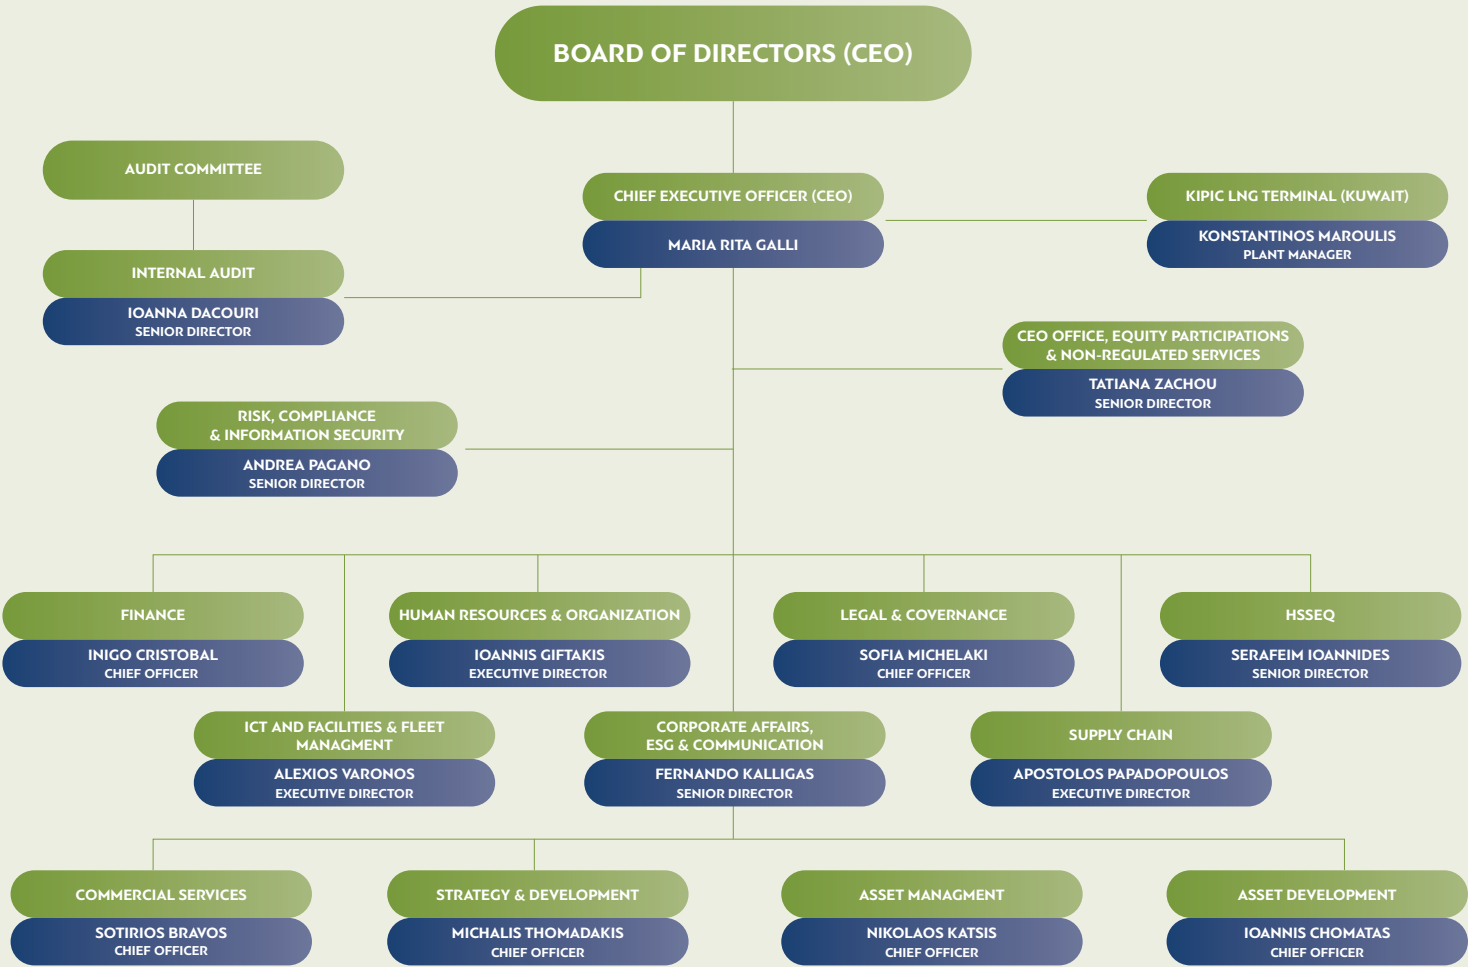 BOARD OF DIRECTORS (CEO)
AUDIT COMMITTEE
CHIEF EXECUTIVE OFFICER (CEO)
MARIA RITA GALLI
KIPIC LNG TERMINAL (KUWAIT)
KONSTANTINOS MAROULIS
PLANT MANAGER
INTERNAL AUDIT
IOANNA DACOURI
SENIOR DIRECTOR
CEO OFFICE, EQUITY PARTICIPATIONS
& NON-REGULATED SERVICES
TATIANA ZACHOU
SENIOR DIRECTOR
RISK, COMPLIANCE
& INFORMATION SECURITY
ANDREA PAGANO
SENIOR DIRECTOR
FINANCE
INIGO CRISTOBAL
CHIEF OFFICER
HUMAN RESOURCES & ORGANIZATION
IOANNIS GIFTAKIS
EXECUTIVE DIRECTOR
LEGAL & COVERNANCE
SOFIA MICHELAKI
CHIEF OFFICER
HSSEQ
SERAFEIM IOANNIDES
SENIOR DIRECTOR
ICT AND FACILITIES & FLEET
MANAGMENT
ALEXIOS VARONOS
EXECUTIVE DIRECTOR
CORPORATE AFFAIRS,
ESG & COMMUNICATION
FERNANDO KALLIGAS
SENIOR DIRECTOR
SUPPLY CHAIN
APOSTOLOS PAPADOPOULOS
EXECUTIVE DIRECTOR
COMMERCIAL SERVICES
SOTIRIOS BRAVOS
CHIEF OFFICER
STRATEGY & DEVELOPMENT
MICHALIS THOMADAKIS
CHIEF OFFICER
ASSET MANAGMENT
NIKOLAOS KATSIS
CHIEF OFFICER
ASSET DEVELOPMENT
IOANNIS CHOMATAS
CHIEF OFFICER